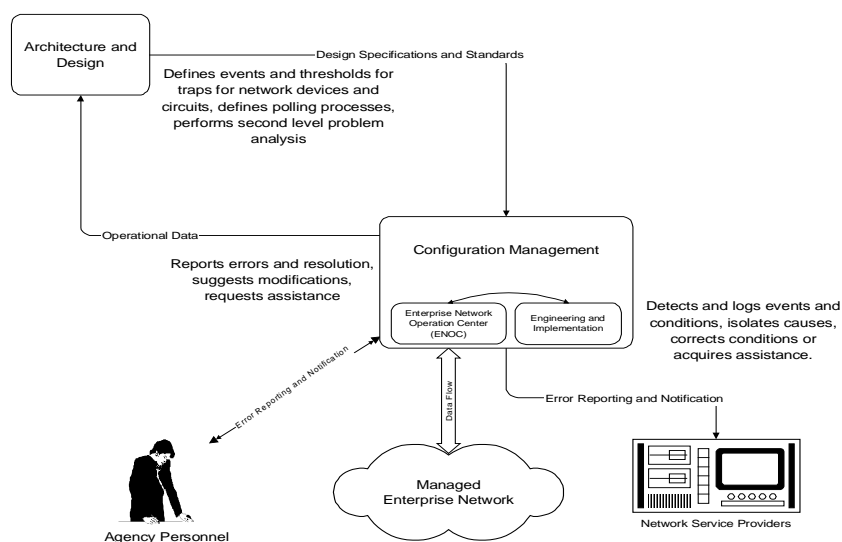 Architecture and
Design
Design Specifications and Standards
Defines events and thresholds for
traps for network devices and
circuits, defines polling processes,
performs second level problem
analysis
Operational Data
Configuration Management
Reports errors and resolution,
suggests modifications,
requests assistance
Enterprise Network
Operation Center
(ENOC)
Engineering and
Implementation
Detects and logs events and
conditions, isolates causes,
corrects conditions or
acquires assistance.
Error Reporting and Notification
Data Flow
Error Reporting and Notification
Managed
Enterprise Network
Agency Personnel
Network Service Providers